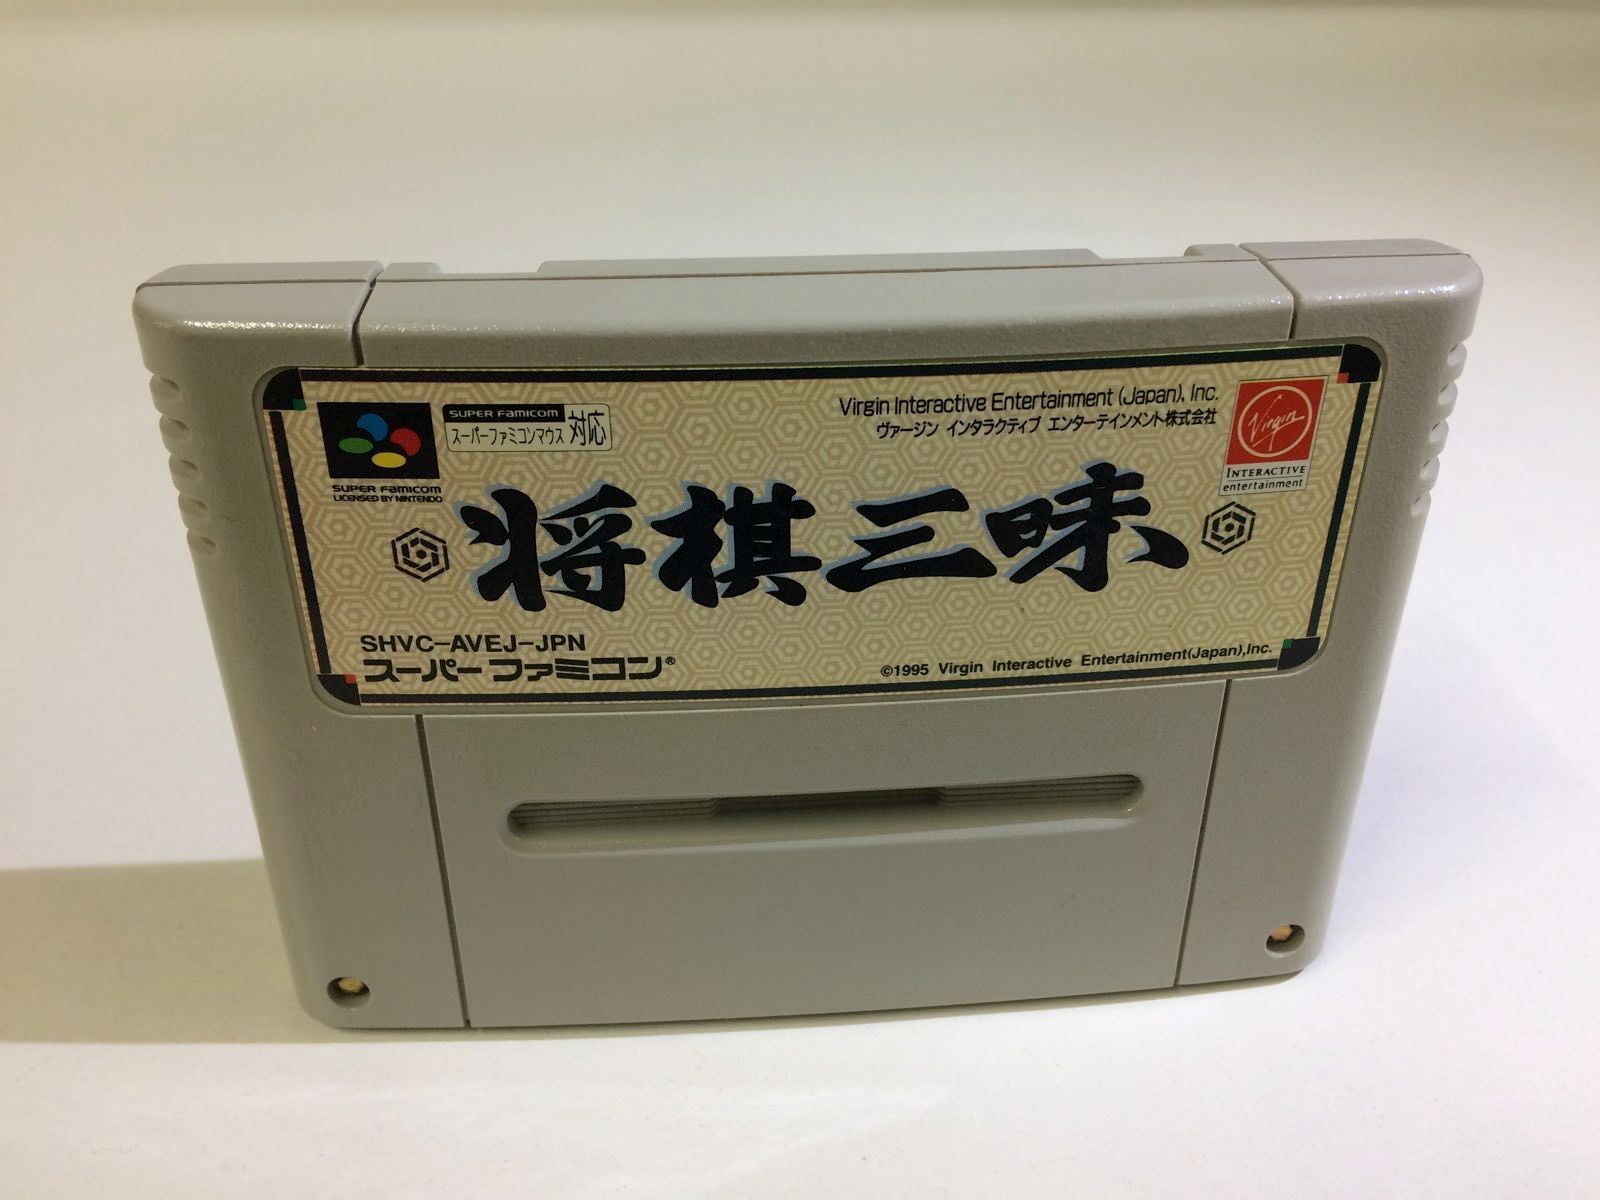 SUPER FAMICOM
LICENSED BY NINTENDO
SUPER FAMICOM
スーパーファミコンマウス 対応
Virgin Interactive Entertainment (Japan), Inc.
ヴァージン インタラクティブ エンターテインメント株式会社
Virgin
INTERACTIVE
entertainment
将棋三昧
SHVC-AVEJ-JPN
スーパーファミコン®
©1995 Virgin Interactive Entertainment(Japan),Inc.